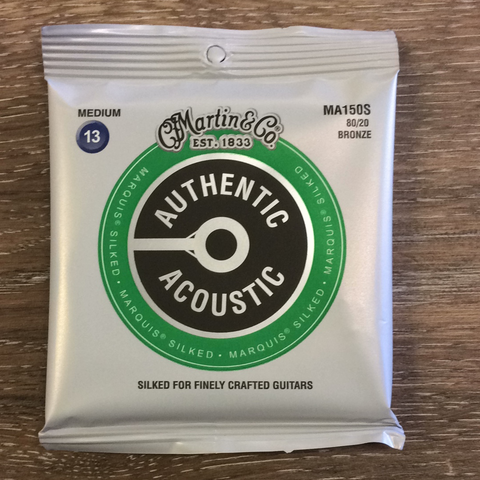 MEDIUM
13
MA150S
80/20
BRONZE
Martin & Co.
EST. 1833
AUTHENTIC
ACOUSTIC
MARQUIS® SILKED • MARQUIS® SILKED • MARQUIS® SILKED • MARQUIS® SILKED
SILKED FOR FINELY CRAFTED GUITARS